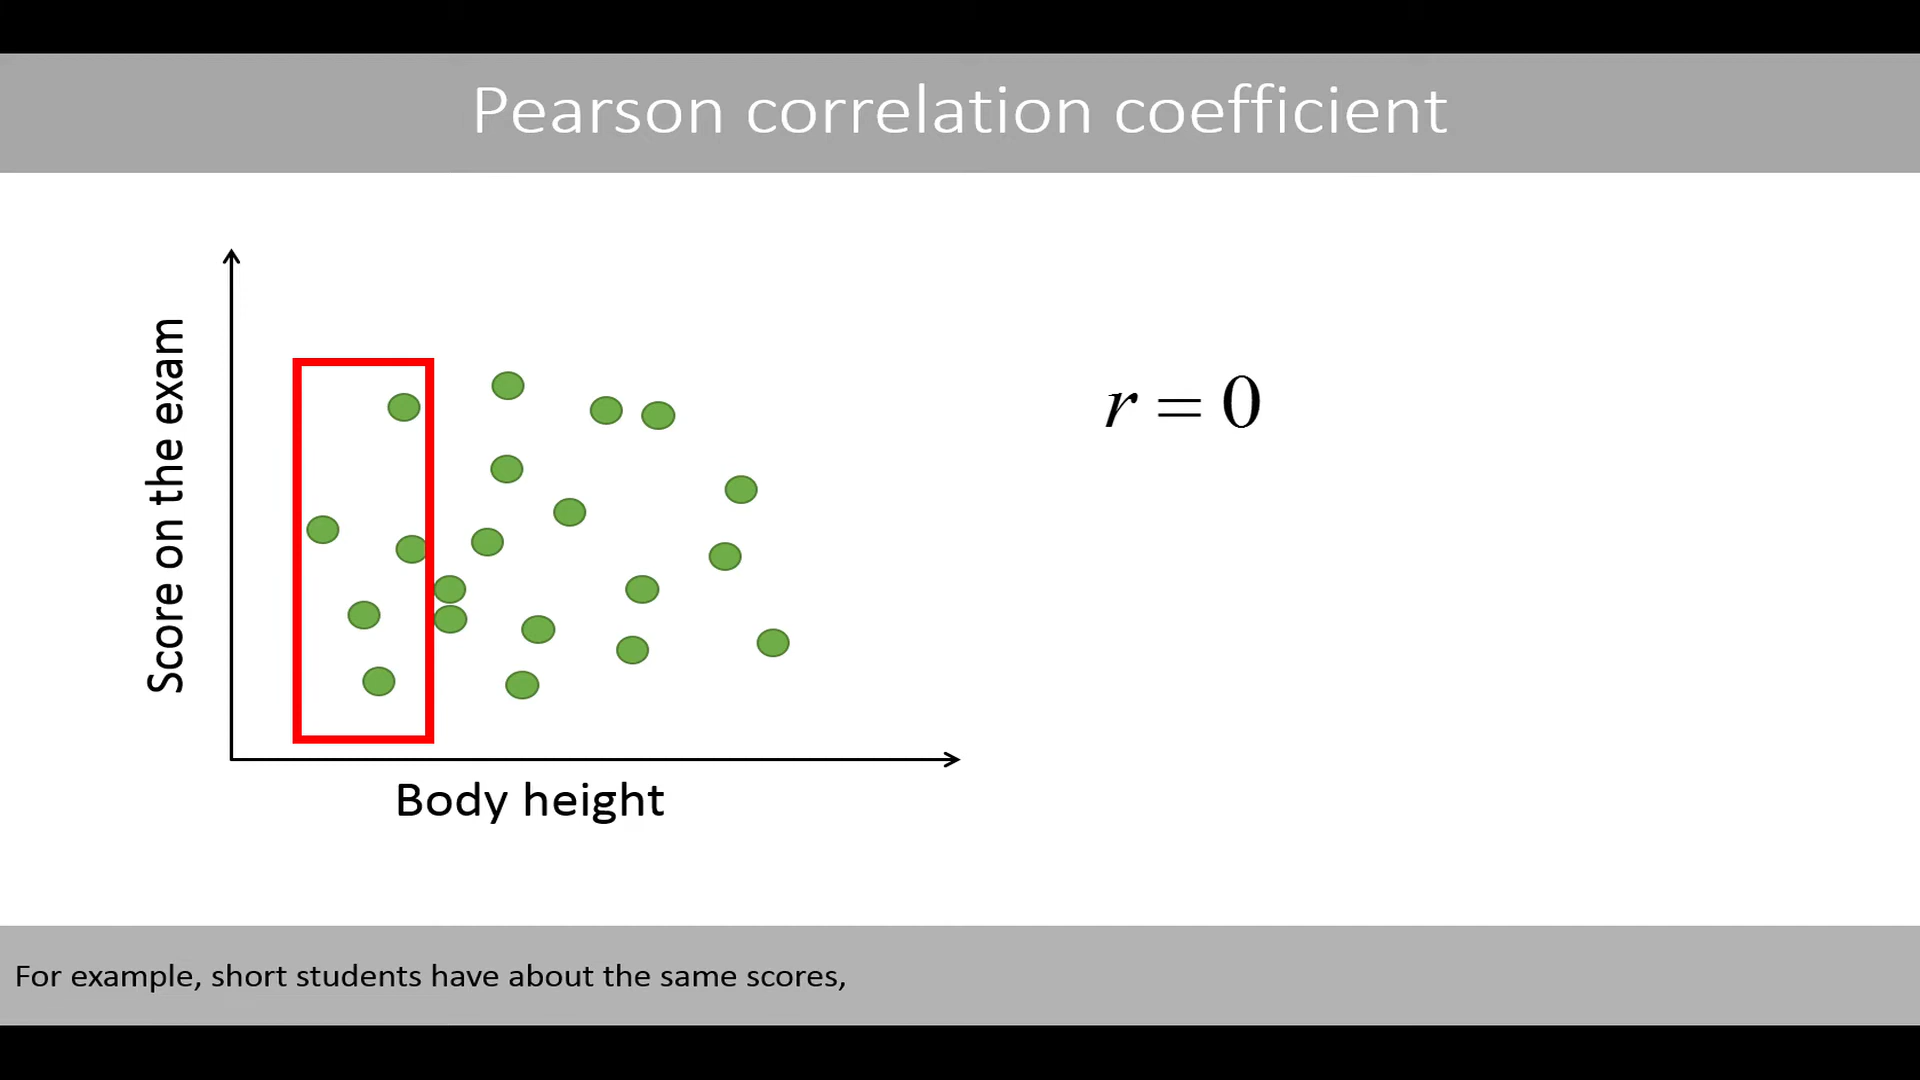 Pearson correlation coefficient
Score on the exam
r = 0
Body height
For example, short students have about the same scores,